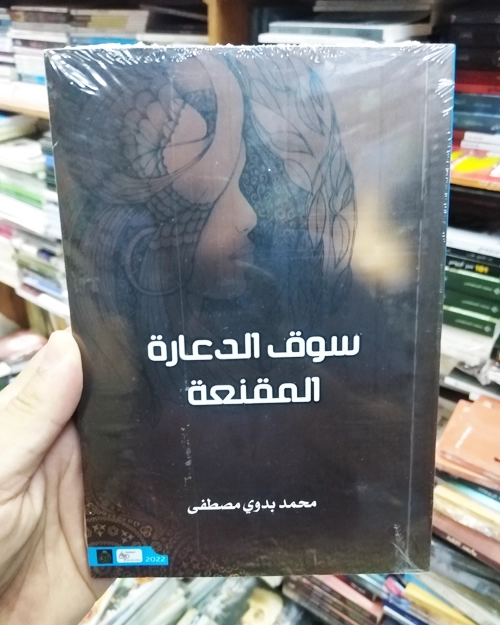 سوق الدعارة
المقنعة
محمد بدوي مصطفى
2022